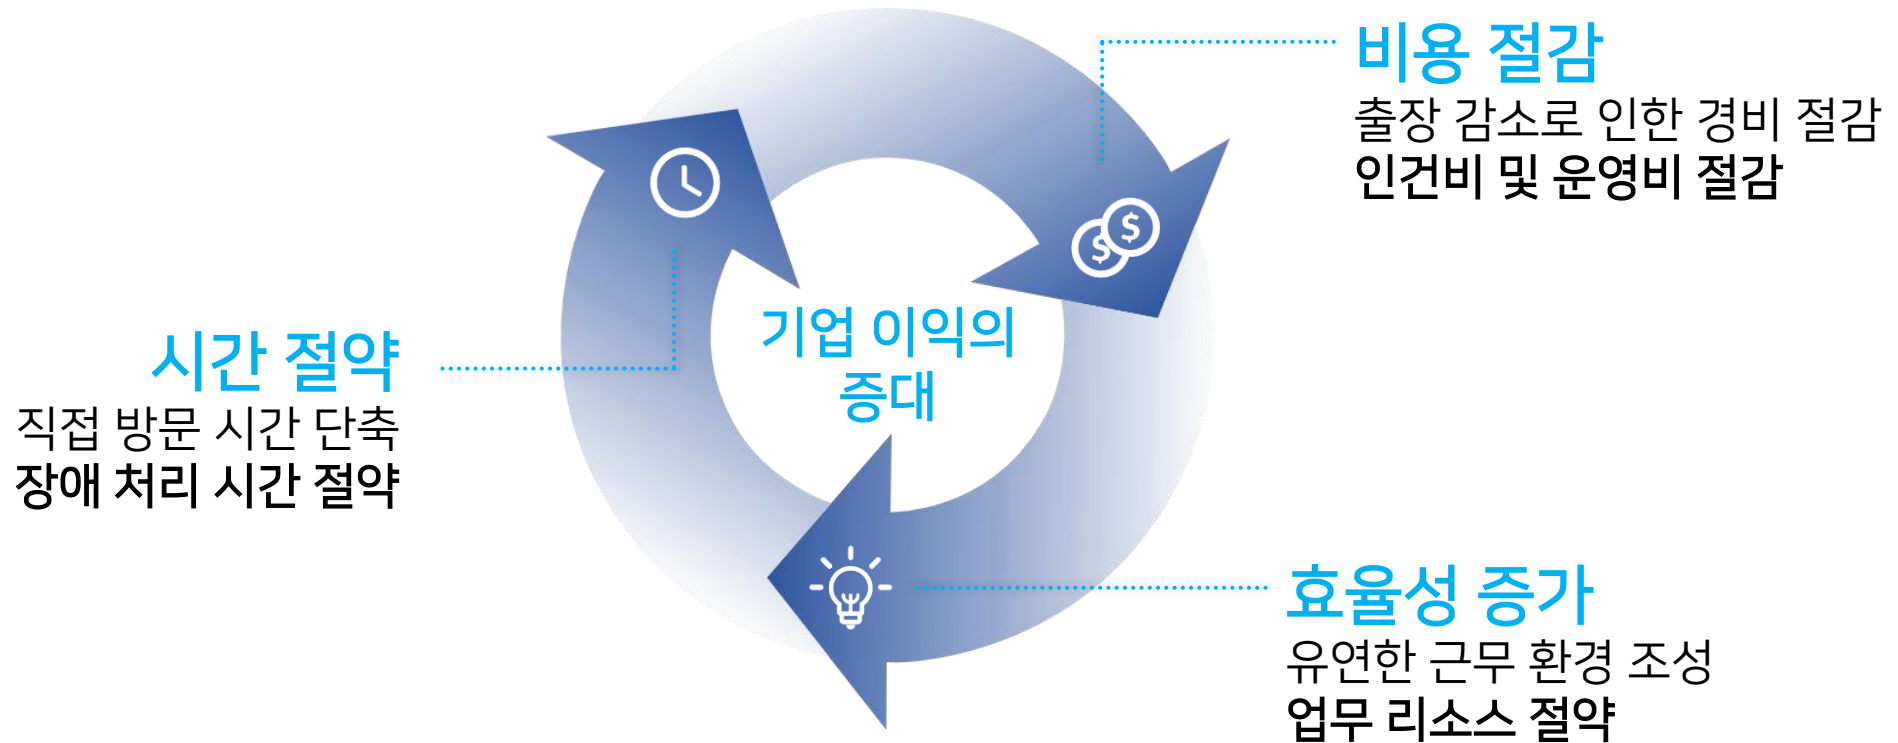 비용 절감
출장 감소로 인한 경비 절감
인건비 및 운영비 절감
기업 이익의
증대
시간 절약
직접 방문 시간 단축
장애 처리 시간 절약
효율성 증가
유연한 근무 환경 조성
업무 리소스 절약
$
$